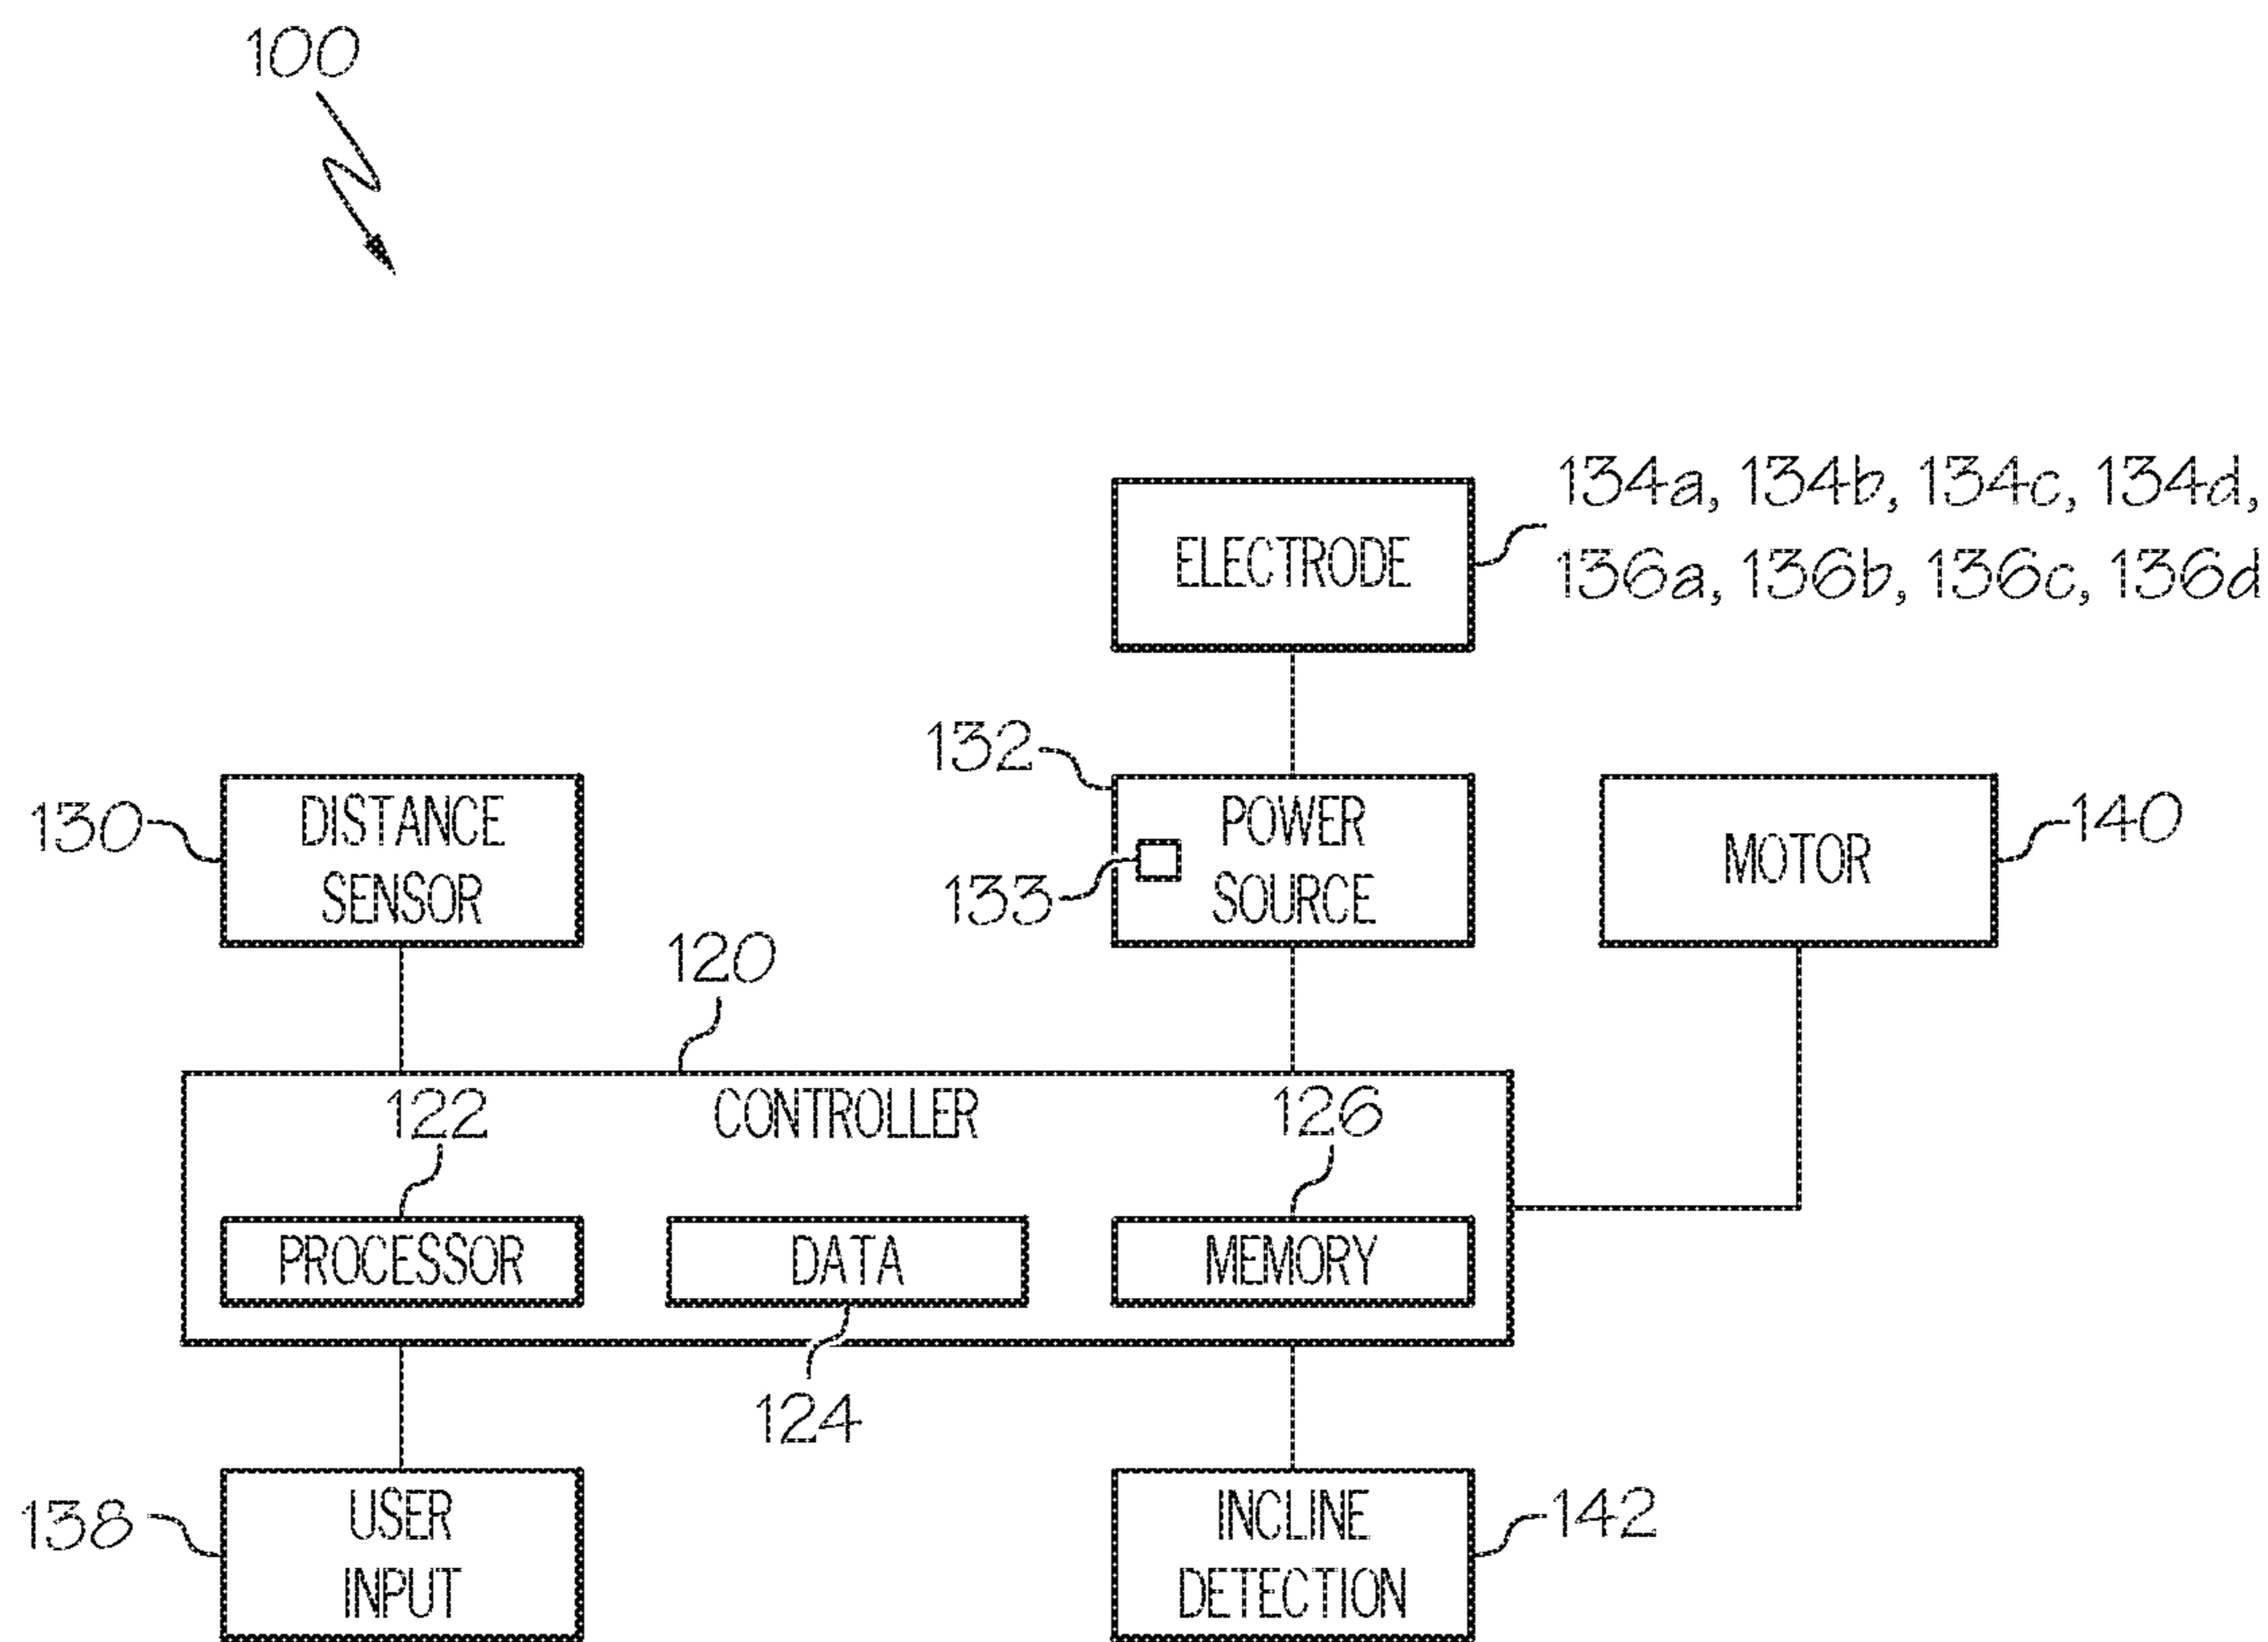 100
134a, 134b, 134c, 134d,
ELECTRODE
136a, 136b, 136c, 136d
132
130
DISTANCE
SENSOR
POWER
SOURCE
133
MOTOR
140
120
CONTROLLER
122
126
PROCESSOR
DATA
MEMORY
124
138
USER
INPUT
INCLINE
DETECTION
142